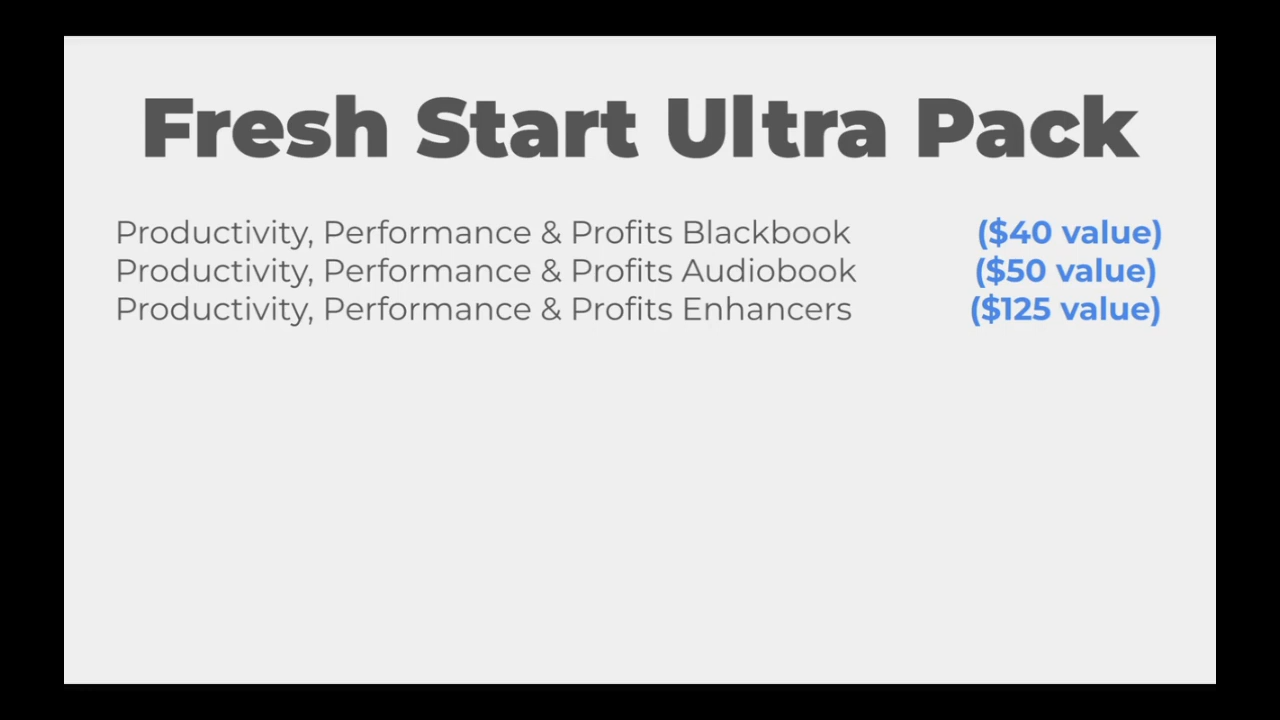 Fresh Start Ultra Pack
Productivity, Performance & Profits Blackbook ($40 value)
Productivity, Performance & Profits Audiobook ($50 value)
Productivity, Performance & Profits Enhancers ($125 value)